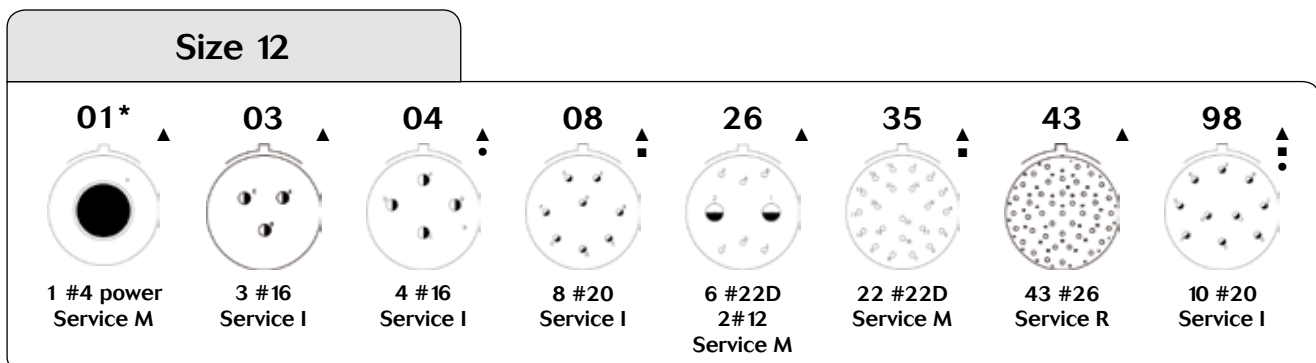 Size 12
01* ▲ 03 ▲ 04 ▲ ● 08 ▲ ■ 26 ▲ 35 ▲ ■ 43 ▲ 98 ▲ ■ ●
1 #4 power 3 #16 4 #16 8 #20 6 #22D 22 #22D 43 #26 10 #20
Service M Service I Service I Service I 2#12 Service M Service R Service I
Service M